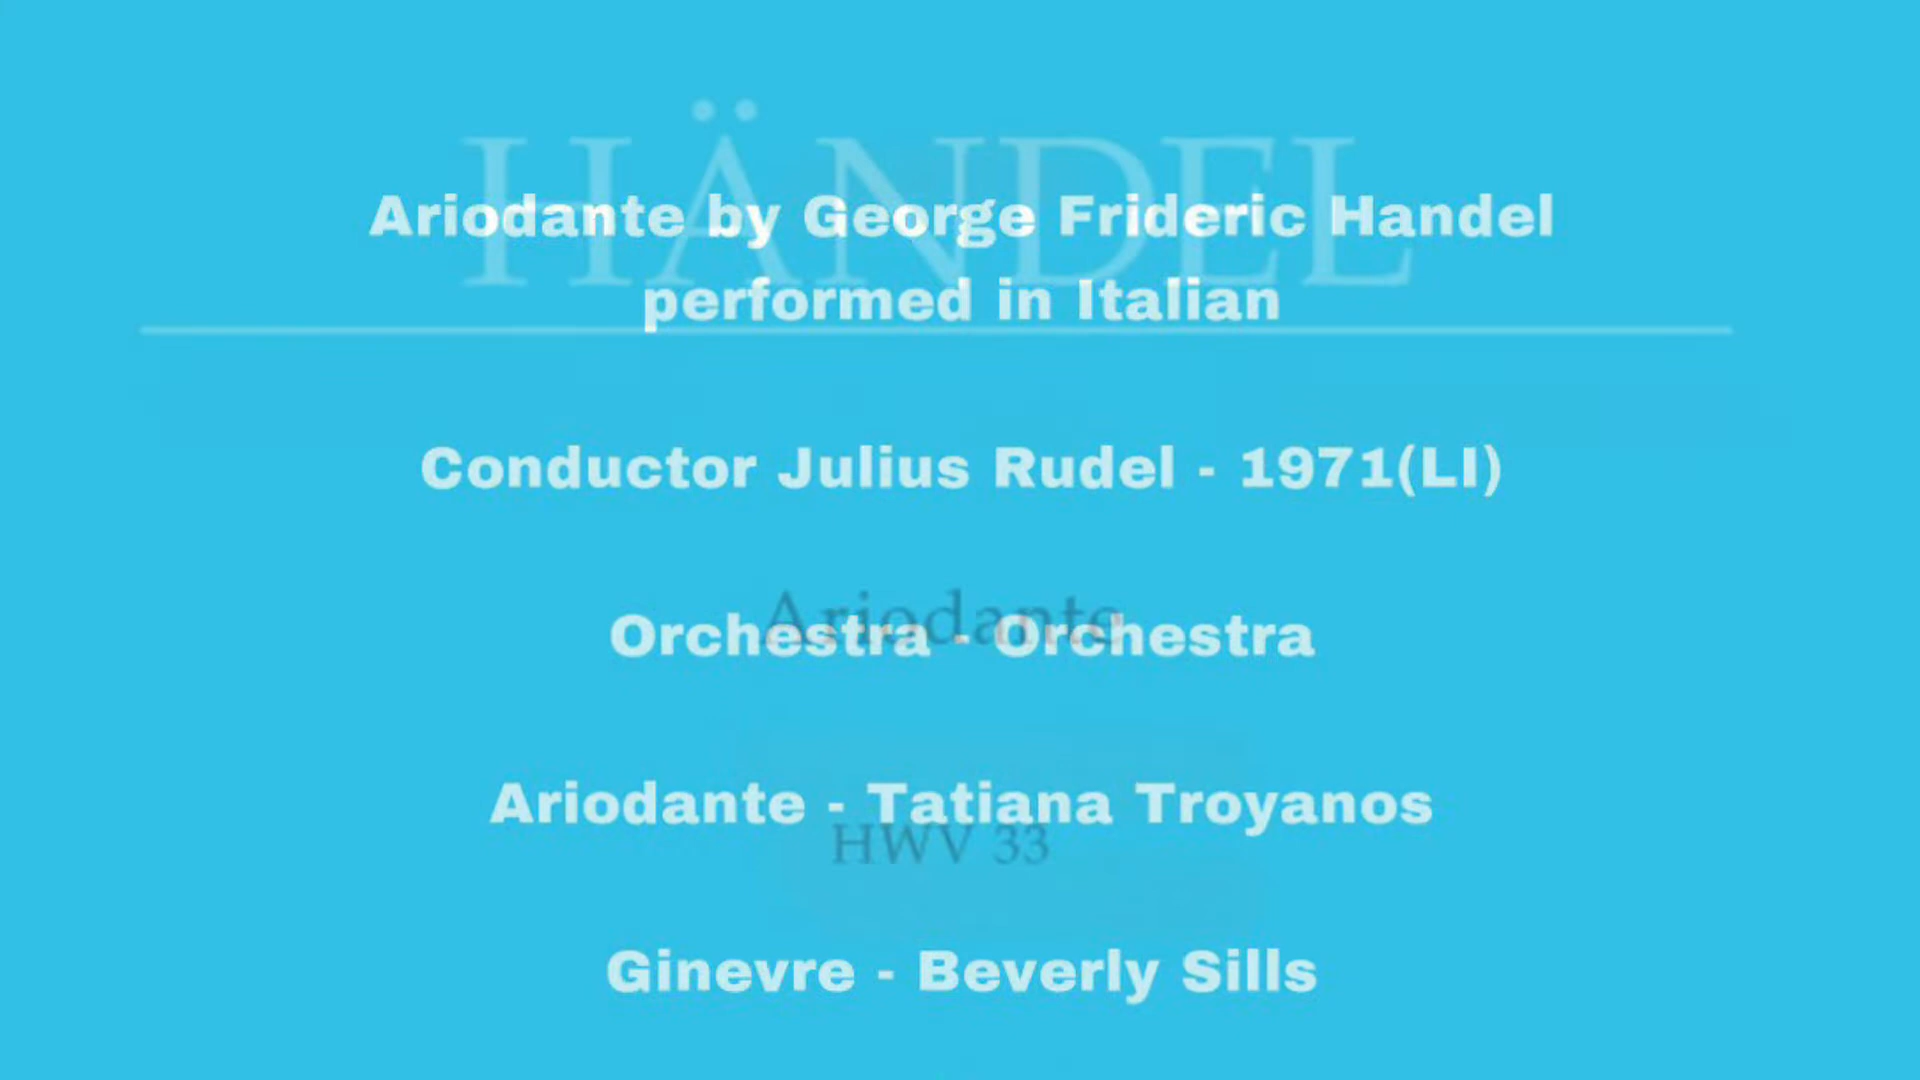 HÄNDEL
Ariodante by George Frideric Handel
performed in Italian
Conductor Julius Rudel - 1971(LI)
Ariodante
Orchestra - Orchestra
Ariodante - Tatiana Troyanos
HWV 33
Ginevre - Beverly Sills